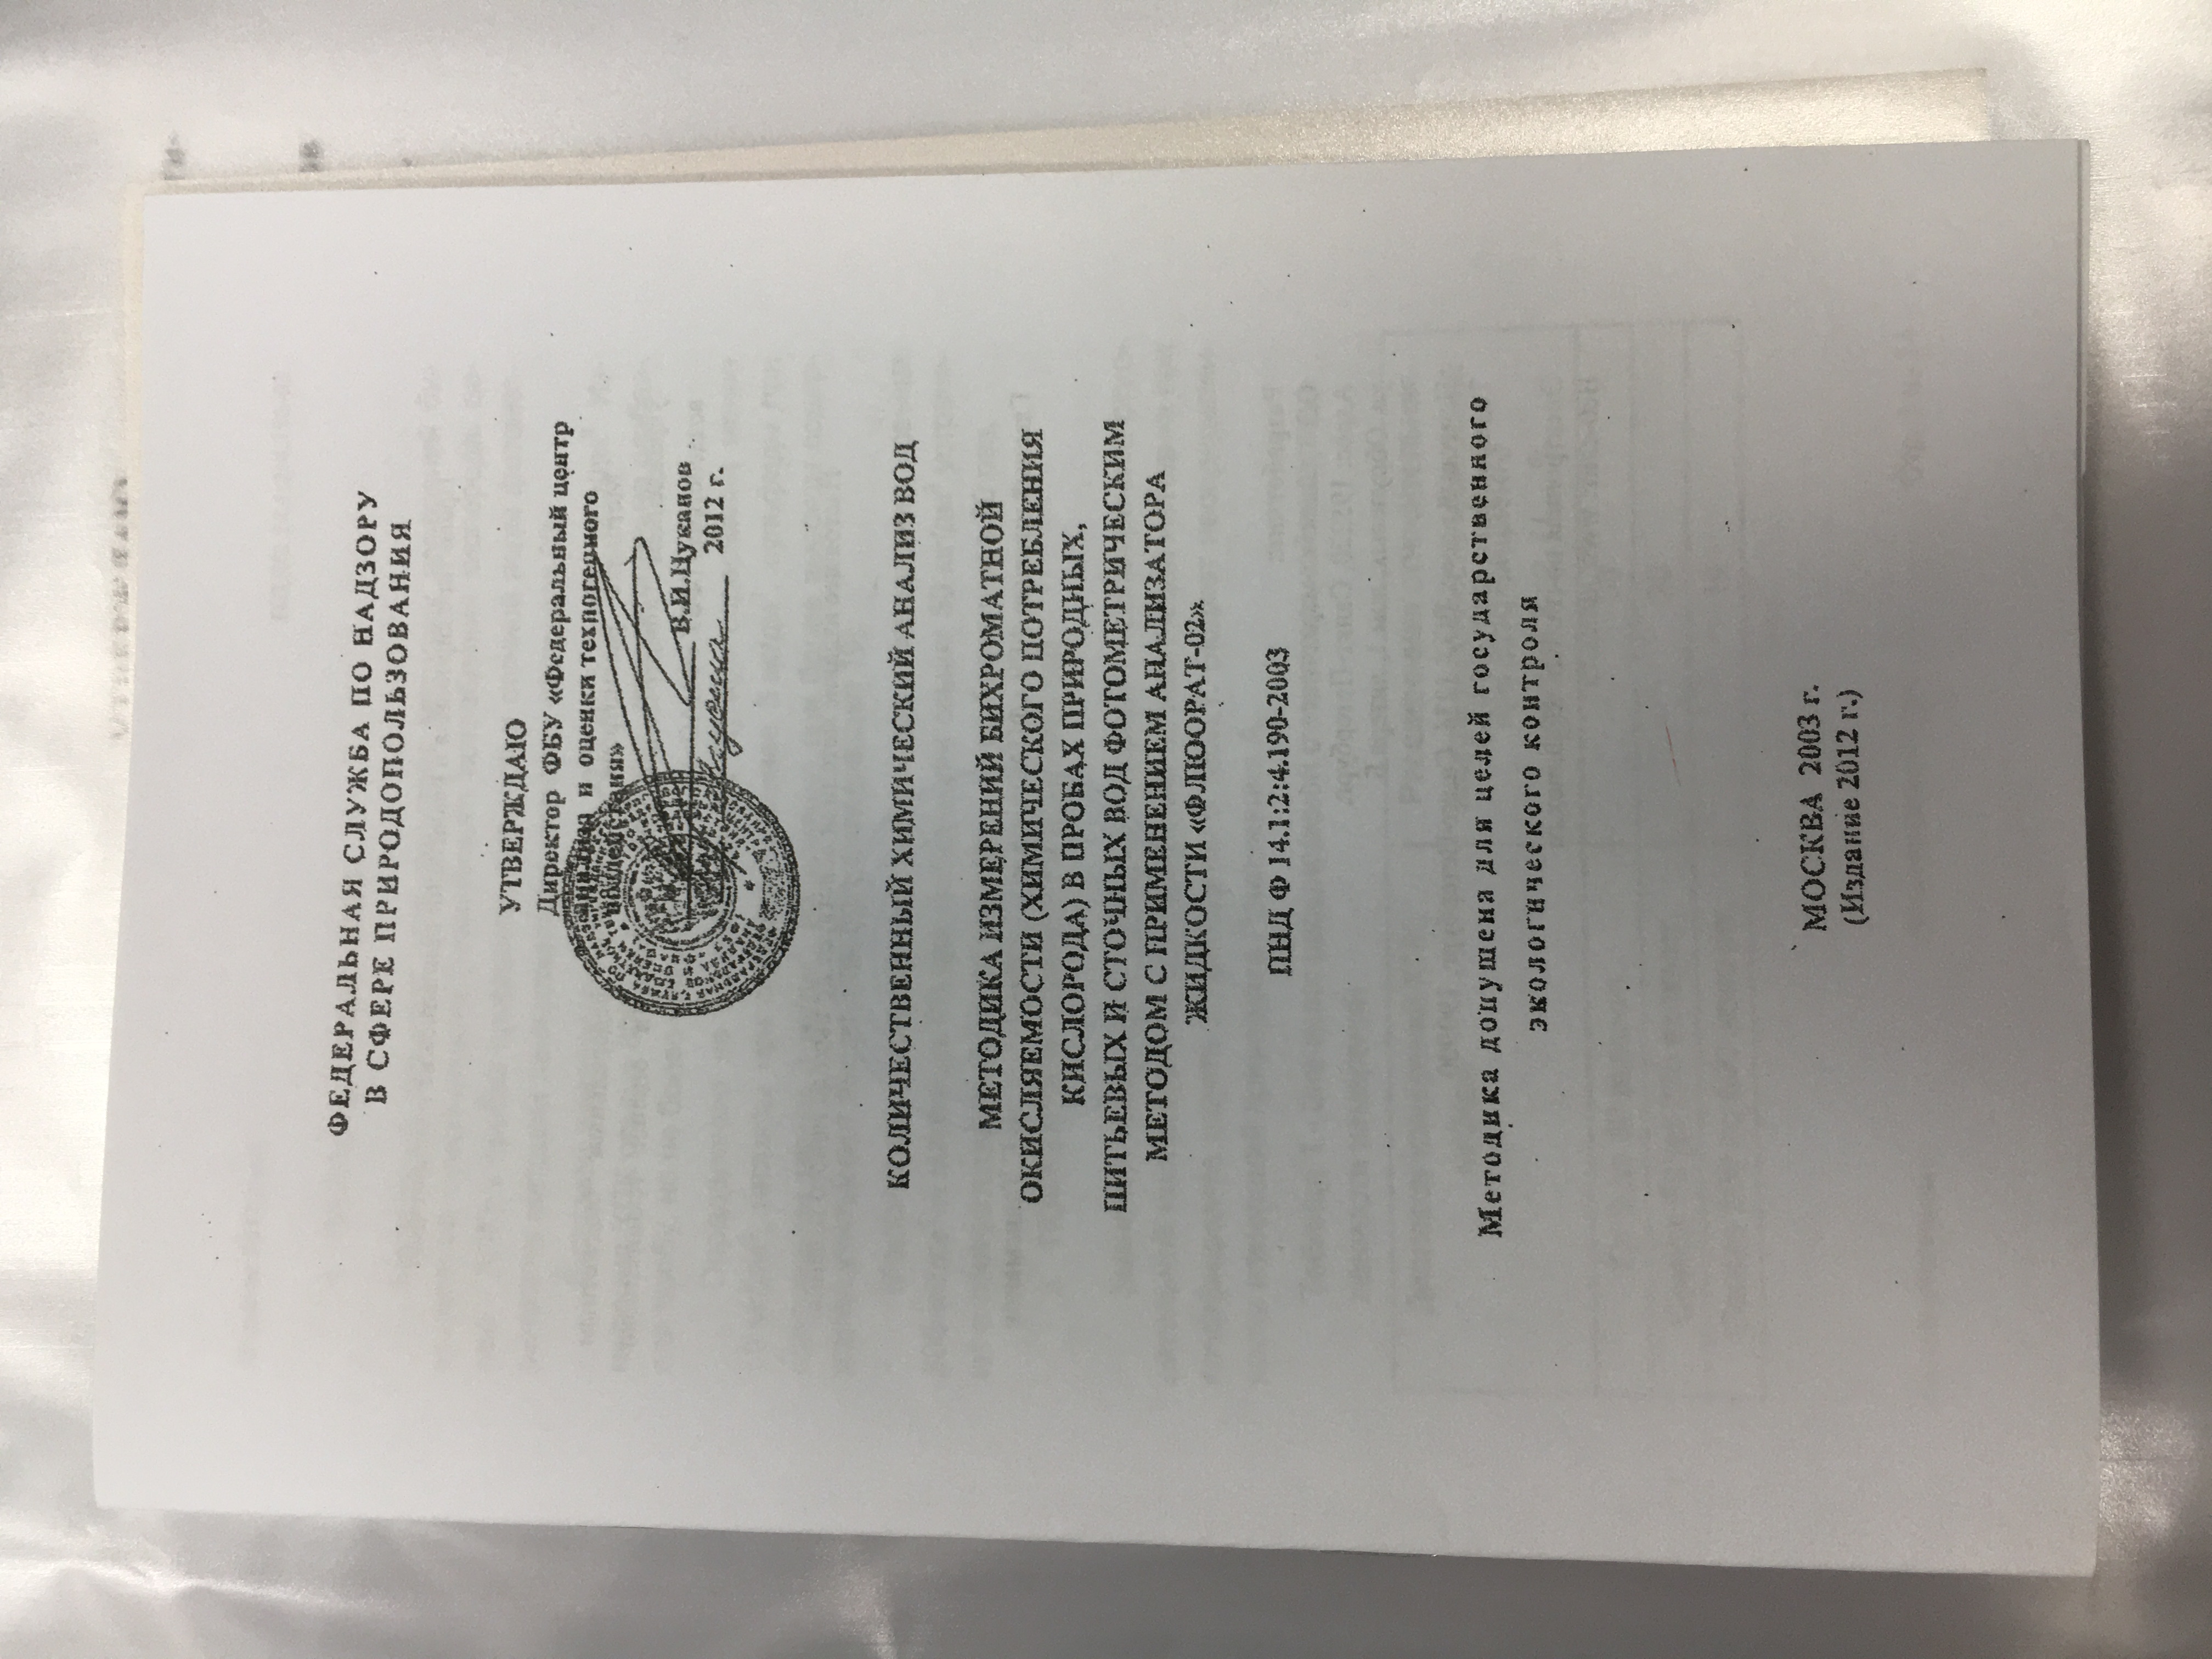 ФЕДЕРАЛЬНАЯ СЛУЖБА ПО НАДЗОРУ
В СФЕРЕ ПРИРОДОПОЛЬЗОВАНИЯ
УТВЕРЖДАЮ
Директор ФБУ «Федеральный центр
анализа и оценки техногенного
воздействия»
В.И.Цуканов
августа 2012 г.
КОЛИЧЕСТВЕННЫЙ ХИМИЧЕСКИЙ АНАЛИЗ ВОД
МЕТОДИКА ИЗМЕРЕНИЙ БИХРОМАТНОЙ
ОКИСЛЯЕМОСТИ (ХИМИЧЕСКОГО ПОТРЕБЛЕНИЯ
КИСЛОРОДА) В ПРОБАХ ПРИРОДНЫХ,
ПИТЬЕВЫХ И СТОЧНЫХ ВОД ФОТОМЕТРИЧЕСКИМ
МЕТОДОМ С ПРИМЕНЕНИЕМ АНАЛИЗАТОРА
ЖИДКОСТИ «ФЛЮОРАТ-02»
ПНД Ф 14.1:2:4.190-2003
Методика допущена для целей государственного
экологического контроля
МОСКВА 2003 г.
(Издание 2012 г.)